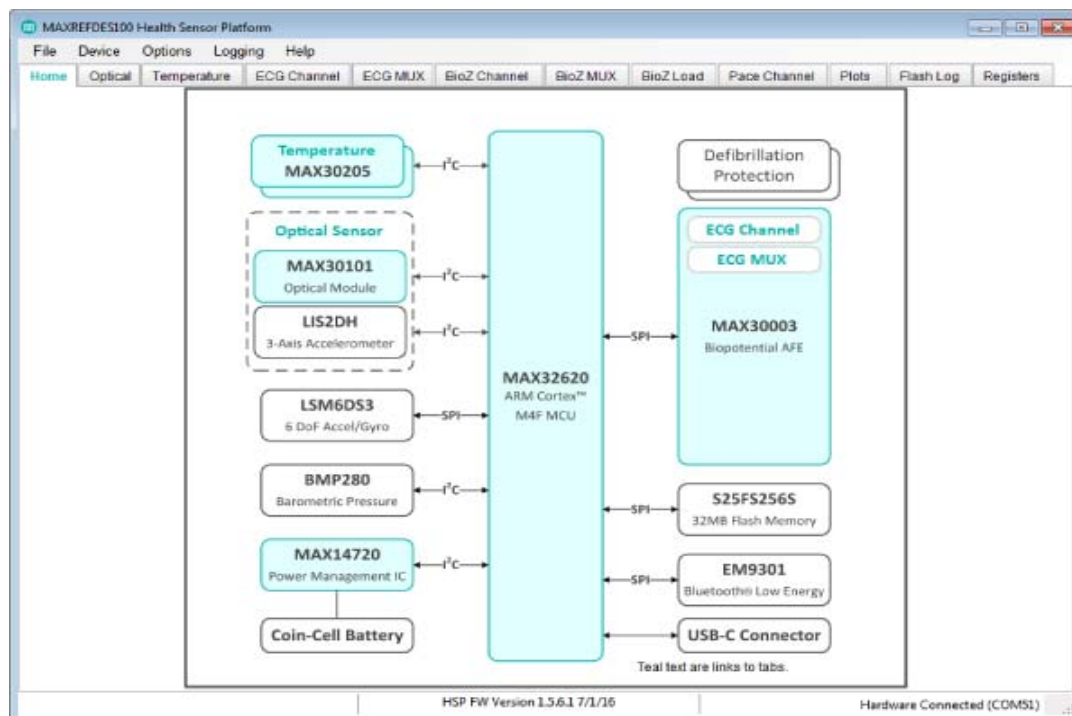 MAXREFDES100 Health Sensor Platform
File Device Options Logging Help
Home Optical Temperature ECG Channel ECG MUX BioZ Channel BioZ MUX BioZ Load Pace Channel Plots Flash Log Registers
Temperature
MAX30205
I²C
Optical Sensor
MAX30101
Optical Module
I²C
LIS2DH
3-Axis Accelerometer
I²C
LSM6DS3
6 DoF Accel/Gyro
SPI
BMP280
Barometric Pressure
I²C
MAX14720
Power Management IC
I²C
Coin-Cell Battery
MAX32620
ARM Cortex™
M4F MCU
Defibrillation
Protection
ECG Channel
ECG MUX
MAX30003
Biopotential AFE
SPI
S25FS256S
32MB Flash Memory
SPI
EM9301
Bluetooth® Low Energy
SPI
USB-C Connector
Teal text are links to tabs.
HSP FW Version 1.5.6.1 7/1/16
Hardware Connected (COM51)